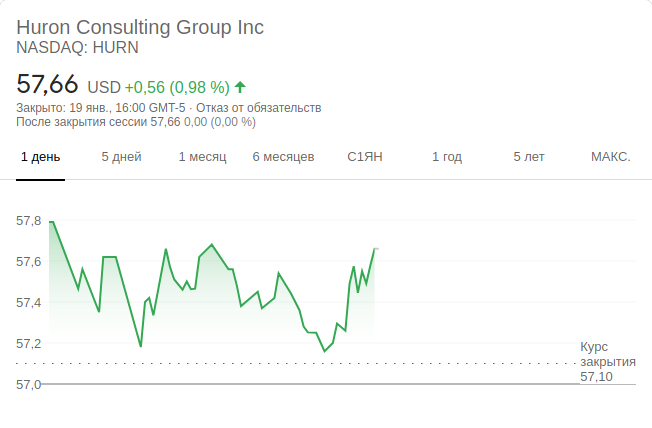 Huron Consulting Group Inc
NASDAQ: HURN
57,66 USD +0,56 (0,98 %)
Закрыто: 19 янв., 16:00 GMT-5 · Отказ от обязательств
После закрытия сессии 57,66 0,00 (0,00 %)
1 день 5 дней 1 месяц 6 месяцев С1ЯН 1 год 5 лет МАКС.
57,8
57,6
57,4
57,2
57,0
Курс
закрытия
57,10